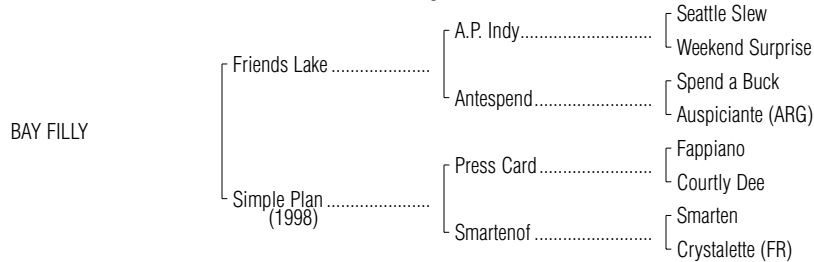 Seattle Slew
A.P. Indy..............................
Weekend Surprise
Friends Lake .....................
Spend a Buck
Antespend...........................
Auspiciante (ARG)
BAY FILLY
Fappiano
Press Card..........................
Courtly Dee
Simple Plan ......................
(1998)
Smarten
Smartenof ...........................
Crystalette (FR)